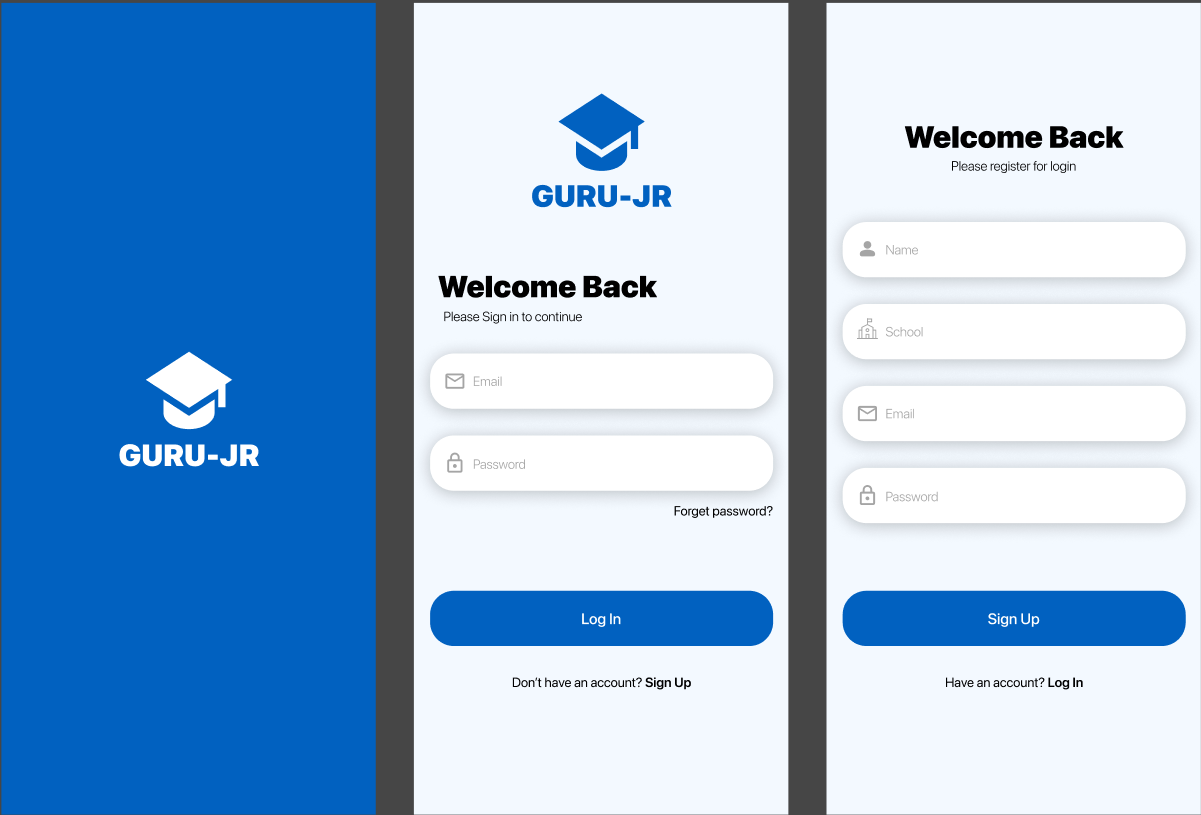 GURU-JR
GURU-JR
Welcome Back
Please Sign in to continue
Email
Password
Forget password?
Log In
Don’t have an account? Sign Up
Welcome Back
Please register for login
Name
School
Email
Password
Sign Up
Have an account? Log In